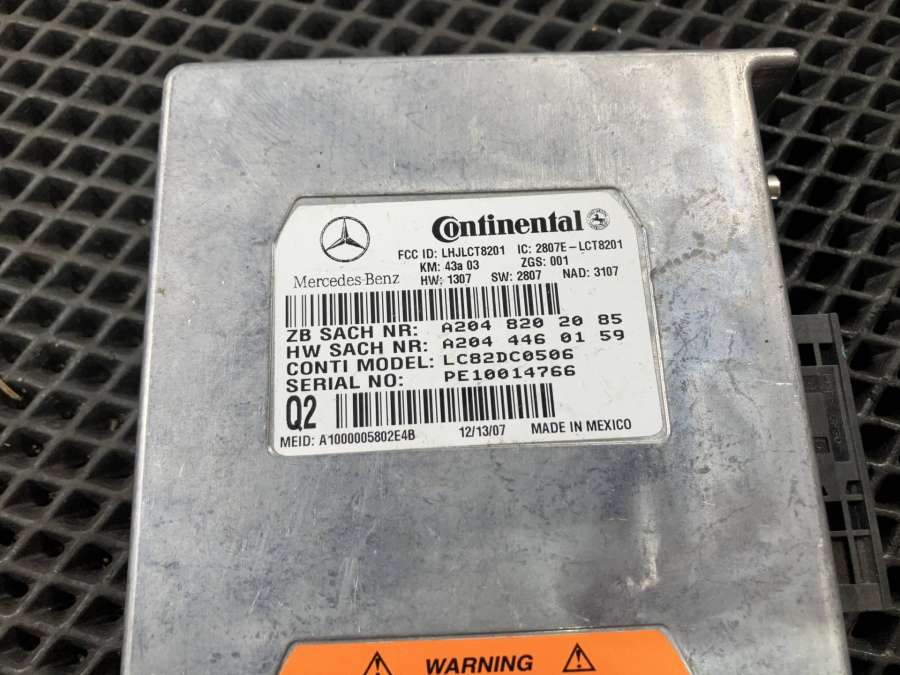 Continental
FCC ID: LHJLCT8201 IC: 2807E-LCT8201
KM: 43a 03 ZGS: 001
Mercedes-Benz HW: 1307 SW: 2807 NAD: 3107
ZB SACH NR: A204 820 20 85
HW SACH NR: A204 446 01 59
CONTI MODEL: LC82DC0506
SERIAL NO: PE10014766
Q2
MEID: A1000005802E4B 12/13/07 MADE IN MEXICO
WARNING